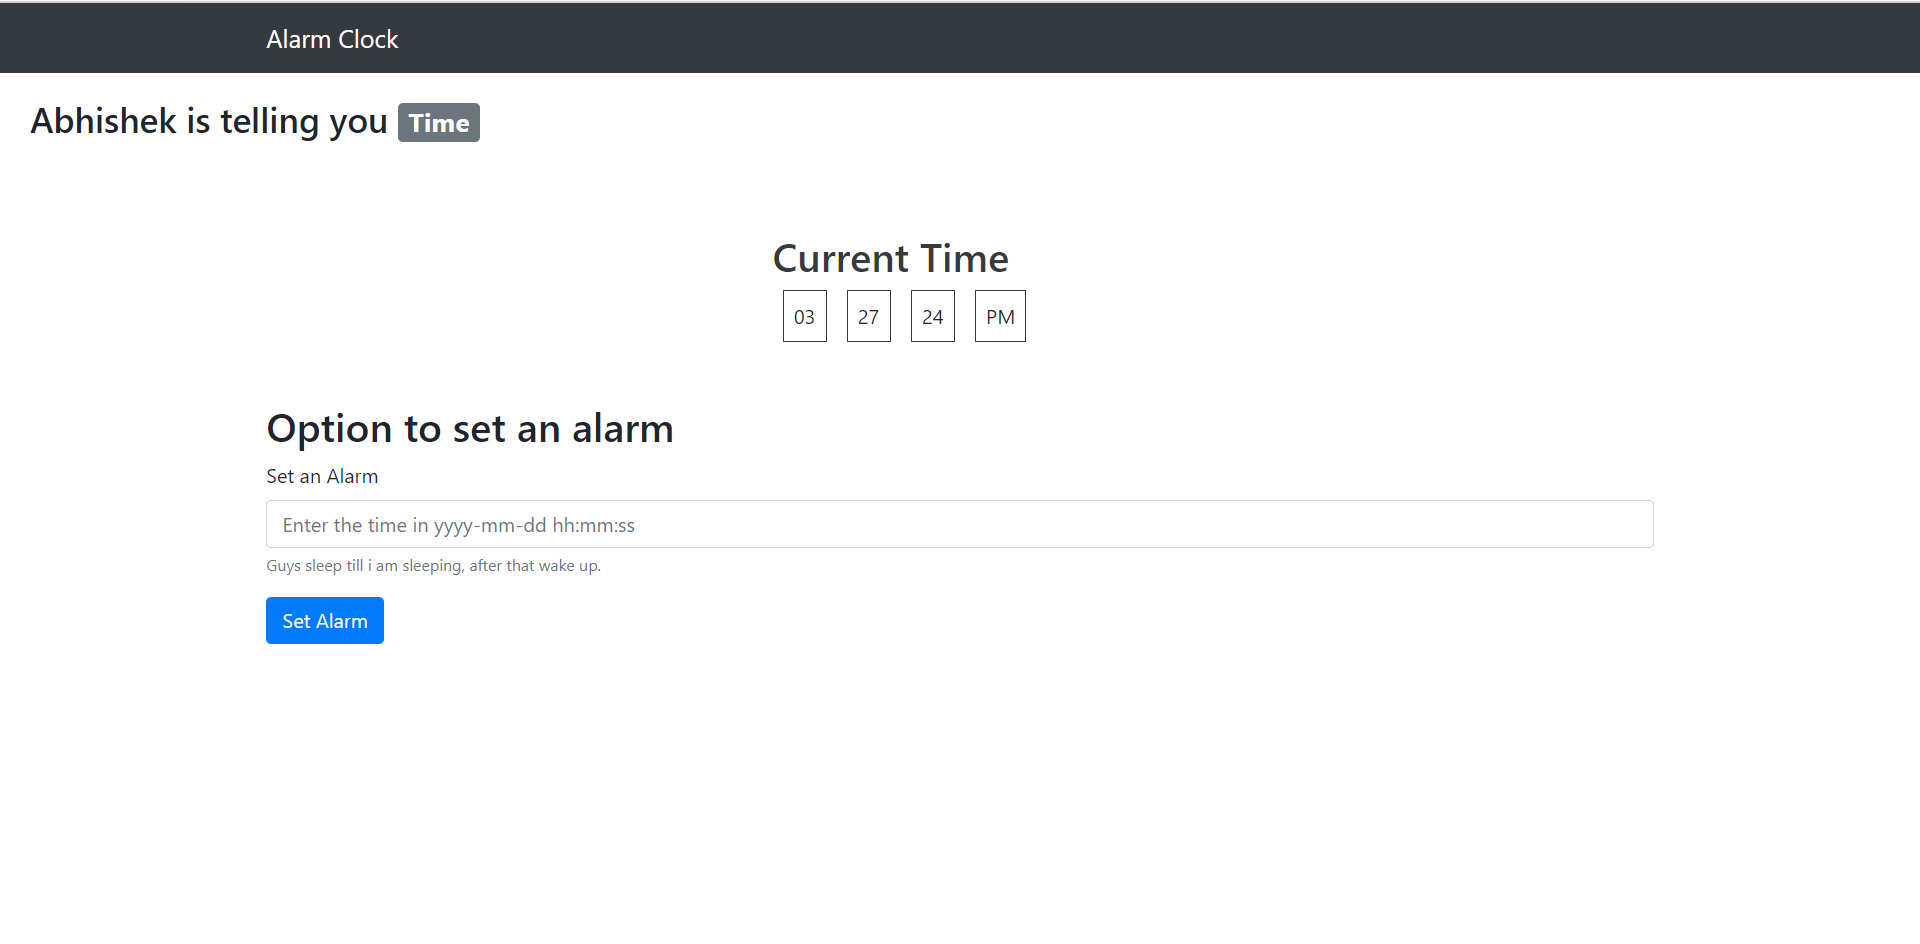 Alarm Clock
Abhishek is telling you Time
Current Time
03 27 24 PM
Option to set an alarm
Set an Alarm
Enter the time in yyyy-mm-dd hh:mm:ss
Guys sleep till i am sleeping, after that wake up.
Set Alarm